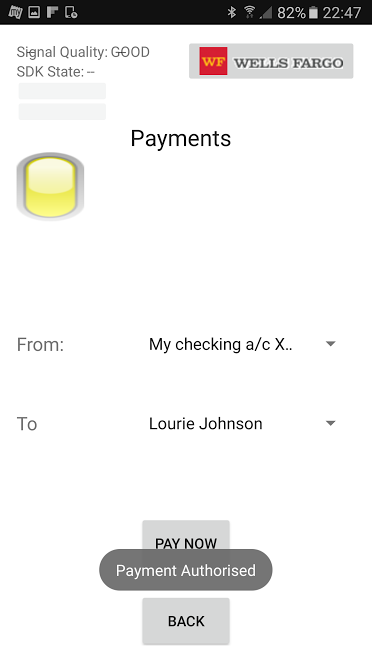 82% 22:47
Signal Quality: GOOD
SDK State: --
WF WELLS FARGO
Payments
From: My checking a/c X..
To Lourie Johnson
PAY NOW
Payment Authorised
BACK